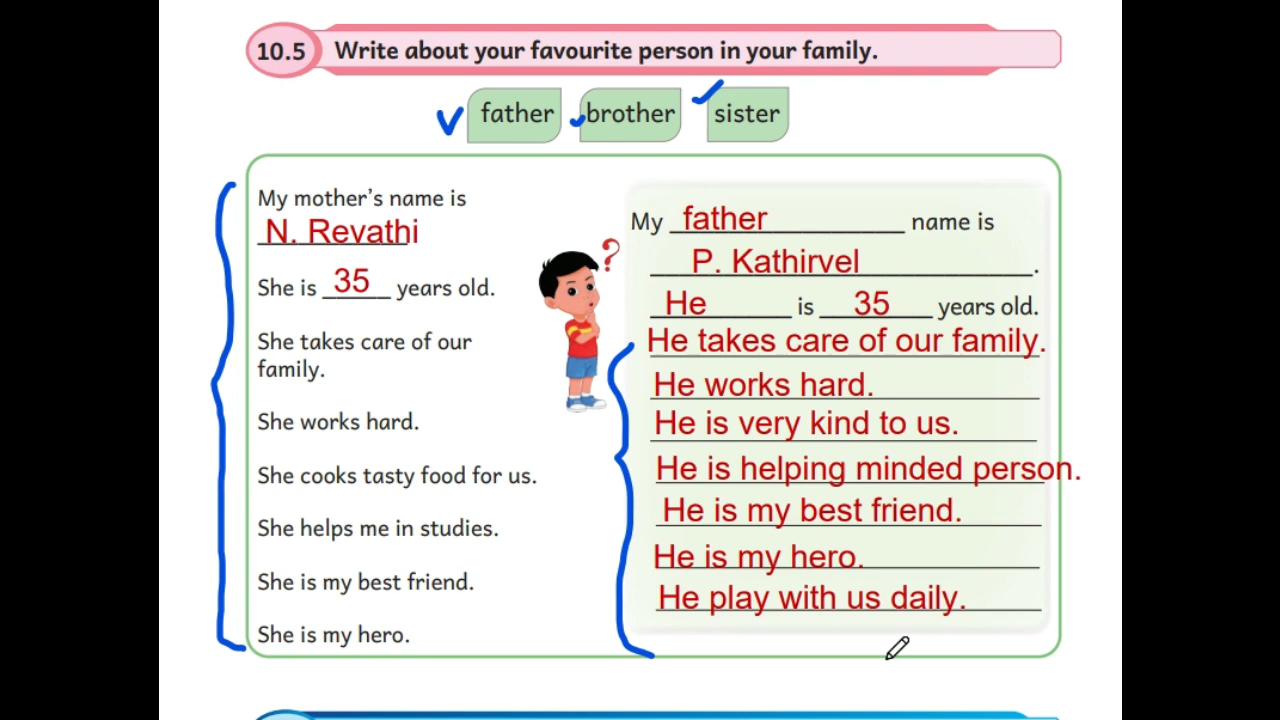 10.5 Write about your favourite person in your family.
father brother sister
My mother's name is
N. Revathi
She is 35 years old.
She takes care of our
family.
She works hard.
She cooks tasty food for us.
She helps me in studies.
She is my best friend.
She is my hero.
?
My father name is
P. Kathirvel.
He is 35 years old.
He takes care of our family.
He works hard.
He is very kind to us.
He is helping minded person.
He is my best friend.
He is my hero.
He play with us daily.